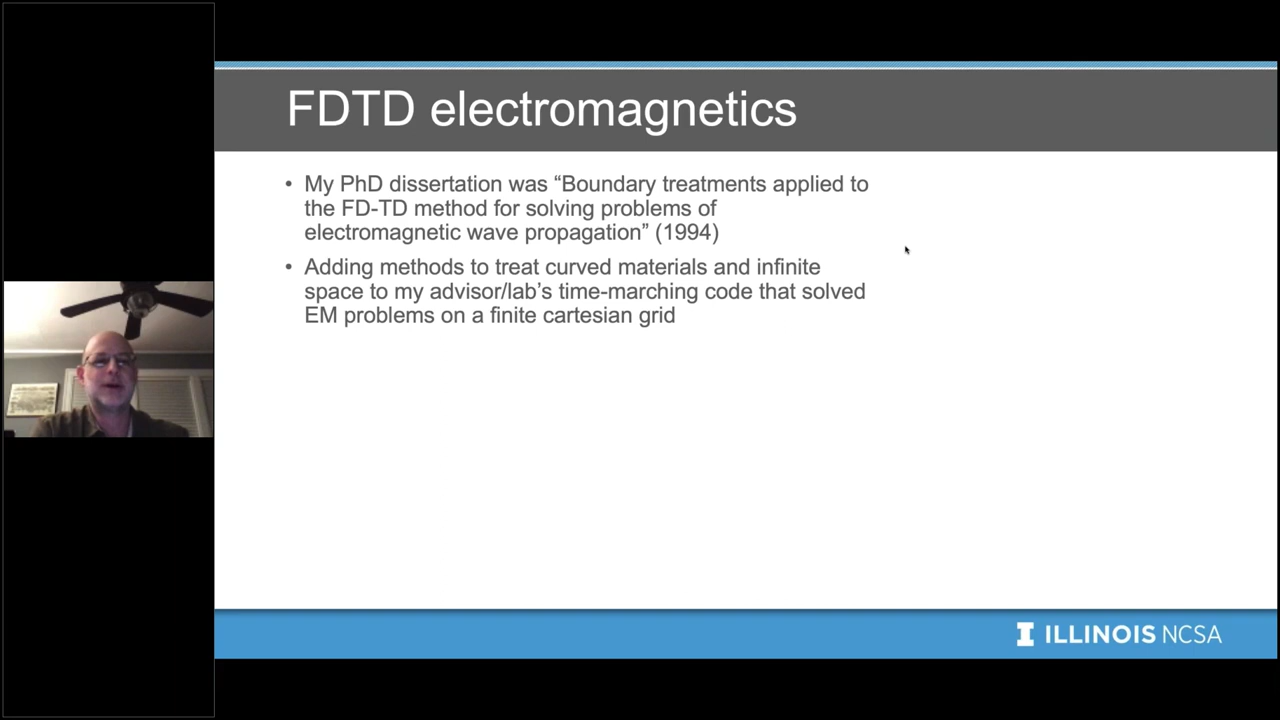 FDTD electromagnetics
• My PhD dissertation was “Boundary treatments applied to
the FD-TD method for solving problems of
electromagnetic wave propagation” (1994)
• Adding methods to treat curved materials and infinite
space to my advisor/lab’s time-marching code that solved
EM problems on a finite cartesian grid
I ILLINOIS NCSA